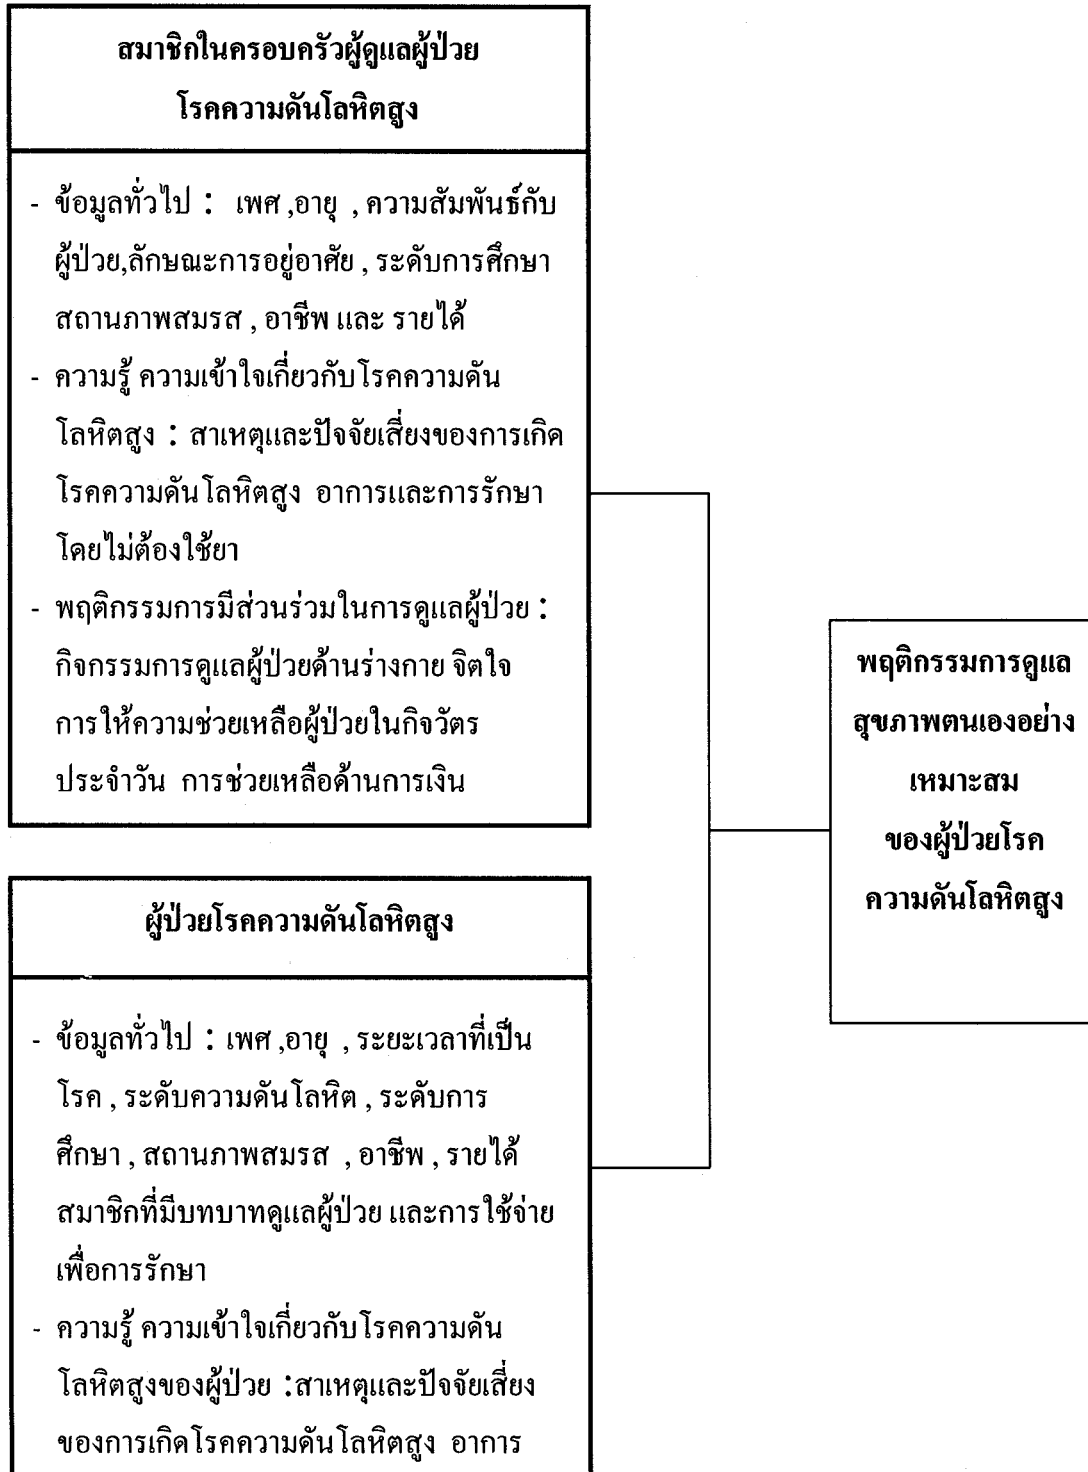 สมาชิกในครอบครัวผู้ดูแลผู้ป่วย
โรคความดันโลหิตสูง
- ข้อมูลทั่วไป : เพศ ,อายุ , ความสัมพันธ์กับ
ผู้ป่วย,ลักษณะการอยู่อาศัย , ระดับการศึกษา
สถานภาพสมรส , อาชีพ และ รายได้
- ความรู้ ความเข้าใจเกี่ยวกับโรคความดัน
โลหิตสูง : สาเหตุและปัจจัยเสี่ยงของการเกิด
โรคความดันโลหิตสูง อาการและการรักษา
โดยไม่ต้องใช้ยา
- พฤติกรรมการมีส่วนร่วมในการดูแลผู้ป่วย :
กิจกรรมการดูแลผู้ป่วยด้านร่างกาย จิตใจ
การให้ความช่วยเหลือผู้ป่วยในกิจวัตร
ประจำวัน การช่วยเหลือด้านการเงิน
พฤติกรรมการดูแล
สุขภาพตนเองอย่าง
เหมาะสม
ของผู้ป่วยโรค
ความดันโลหิตสูง
ผู้ป่วยโรคความดันโลหิตสูง
- ข้อมูลทั่วไป : เพศ ,อายุ , ระยะเวลาที่เป็น
โรค , ระดับความดันโลหิต , ระดับการ
ศึกษา , สถานภาพสมรส , อาชีพ , รายได้
สมาชิกที่มีบทบาทดูแลผู้ป่วย และการใช้จ่าย
เพื่อการรักษา
- ความรู้ ความเข้าใจเกี่ยวกับโรคความดัน
โลหิตสูงของผู้ป่วย :สาเหตุและปัจจัยเสี่ยง
ของการเกิดโรคความดันโลหิตสูง อาการ